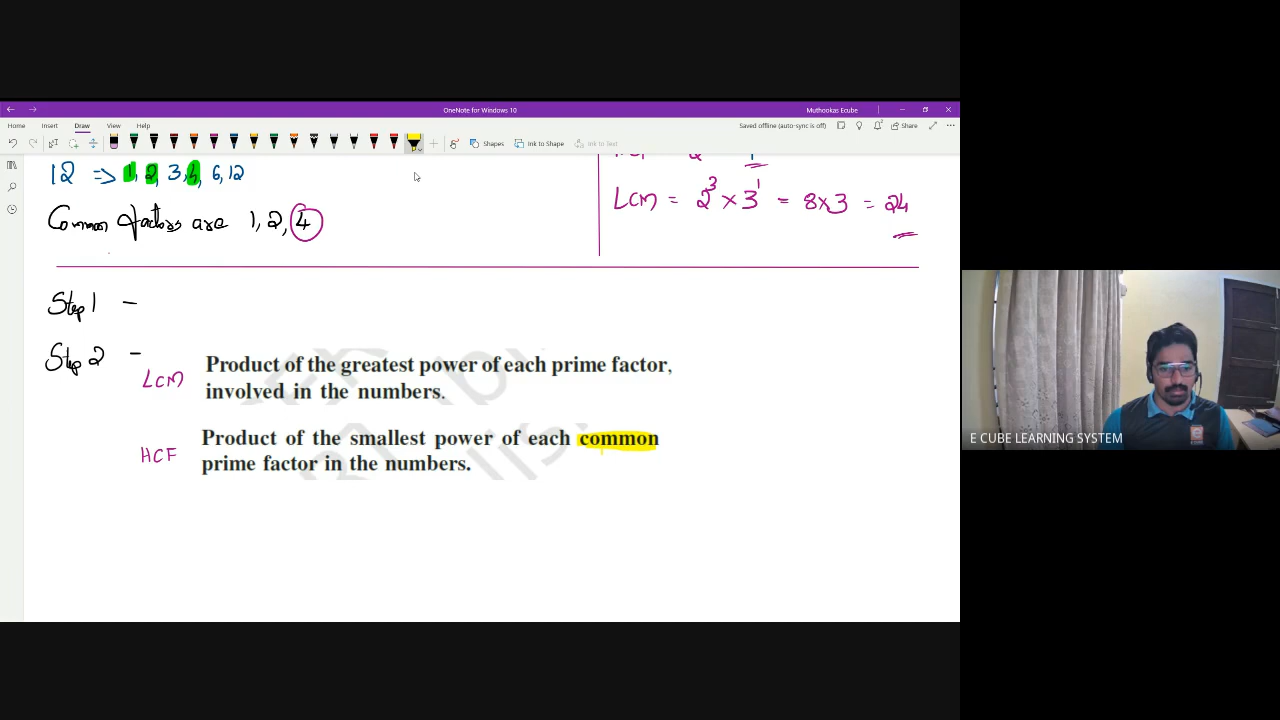 OneNote for Windows 10
Muthookas Ecube
Home Insert Draw View Help
Saved offline (auto-sync is off)
Share
Shapes
Ink to Shape
Ink to Text
12 => 1, 2, 3, 4, 6, 12
Common factors are 1, 2, 4
LCM = 2³ × 3¹ = 8×3 = 24
Step 1 -
Step 2 -
LCM
Product of the greatest power of each prime factor,
involved in the numbers.
HCF
Product of the smallest power of each common
prime factor in the numbers.
E CUBE LEARNING SYSTEM